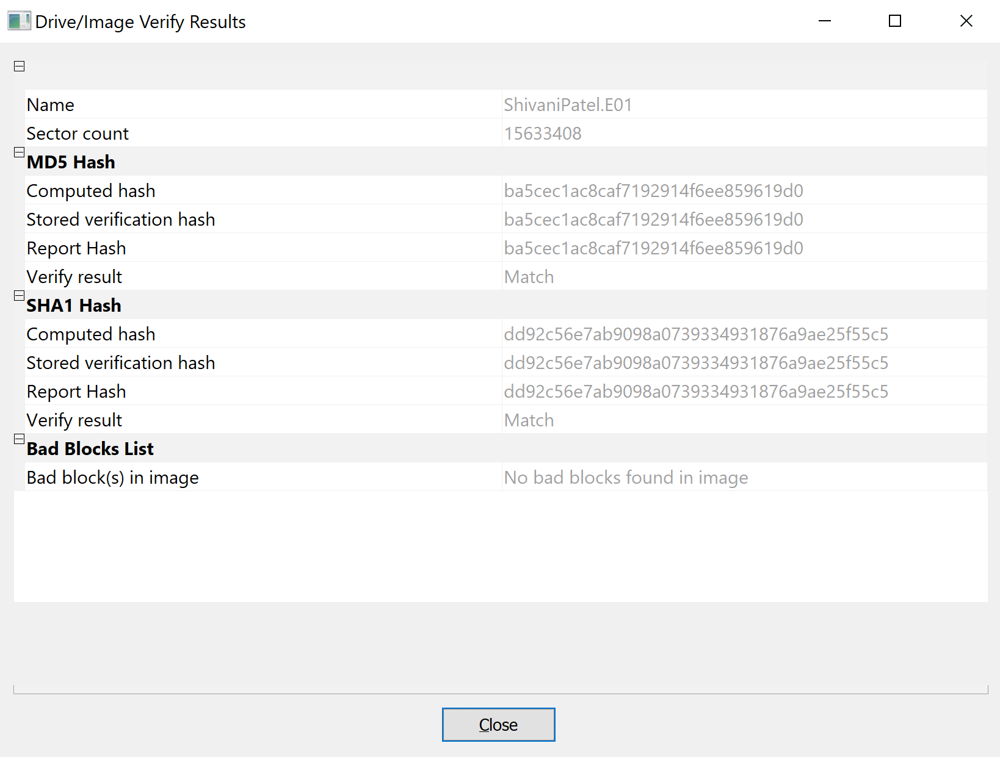 Drive/Image Verify Results
Name ShivaniPatel.E01
Sector count 15633408
MD5 Hash
Computed hash ba5cec1ac8caf7192914f6ee859619d0
Stored verification hash ba5cec1ac8caf7192914f6ee859619d0
Report Hash ba5cec1ac8caf7192914f6ee859619d0
Verify result Match
SHA1 Hash
Computed hash dd92c56e7ab9098a0739334931876a9ae25f55c5
Stored verification hash dd92c56e7ab9098a0739334931876a9ae25f55c5
Report Hash dd92c56e7ab9098a0739334931876a9ae25f55c5
Verify result Match
Bad Blocks List
Bad block(s) in image No bad blocks found in image
Close